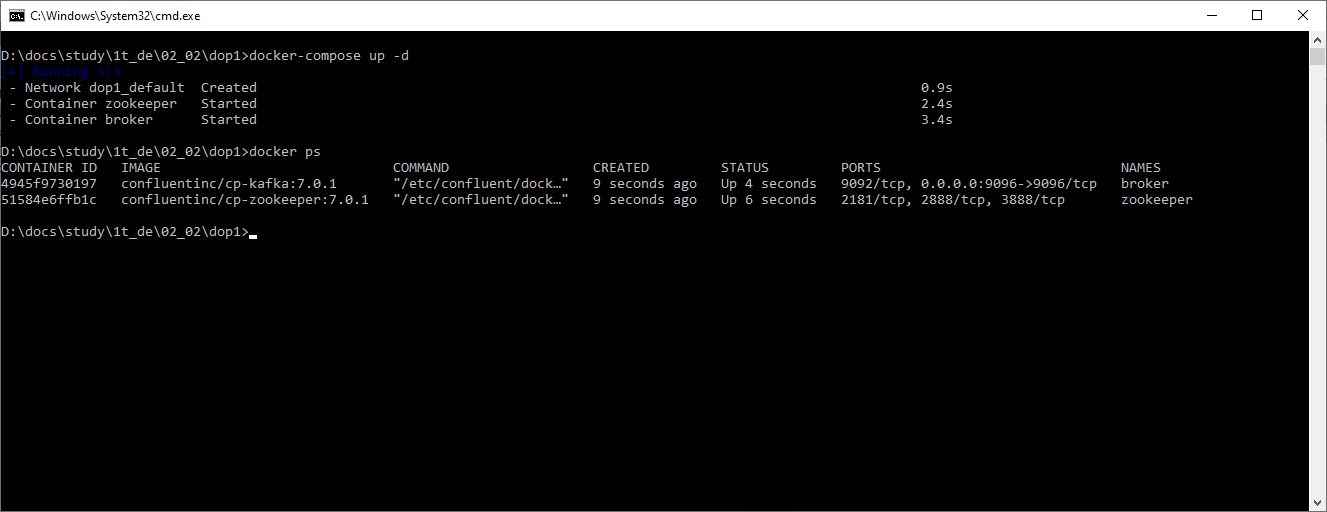 C:\Windows\System32\cmd.exe
D:\docs\study\1t_de\02_02\dop1>docker-compose up -d
[+] Running 3/3
 - Network dop1_default  Created                                                                                   0.9s
 - Container zookeeper   Started                                                                                   2.4s
 - Container broker      Started                                                                                   3.4s
D:\docs\study\1t_de\02_02\dop1>docker ps
CONTAINER ID   IMAGE                             COMMAND                  CREATED         STATUS         PORTS                              NAMES
4945f9730197   confluentinc/cp-kafka:7.0.1       "/etc/confluent/dock…"   9 seconds ago   Up 4 seconds   9092/tcp, 0.0.0.0:9096->9096/tcp   broker
51584e6ffb1c   confluentinc/cp-zookeeper:7.0.1   "/etc/confluent/dock…"   9 seconds ago   Up 6 seconds   2181/tcp, 2888/tcp, 3888/tcp       zookeeper
D:\docs\study\1t_de\02_02\dop1>